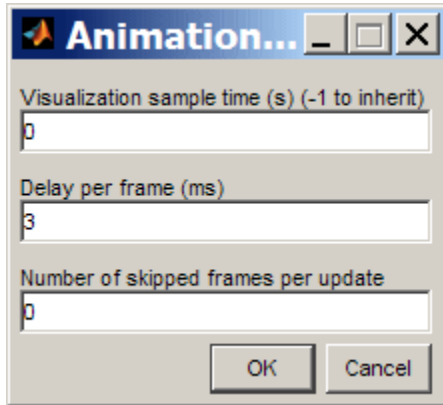 Animation...
Visualization sample time (s) (-1 to inherit)
0
Delay per frame (ms)
3
Number of skipped frames per update
0
OK Cancel